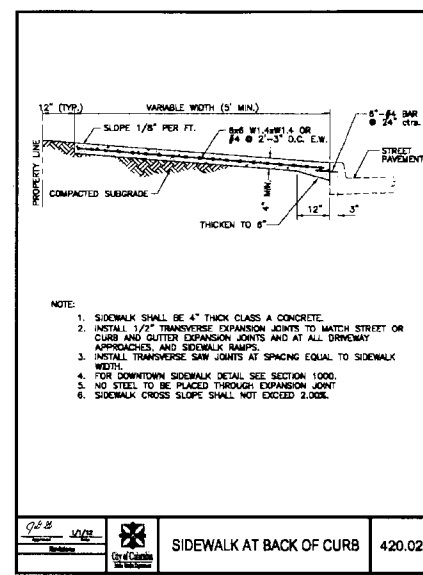 12" (TYP.)
VARIABLE WIDTH (5' MIN.)
6"-#4 BAR
@ 24" ctrs.
SLOPE 1/8" PER FT.
6x6 W1.4xW1.4 OR
#4 @ 2'-3" O.C. E.W.
STREET
PAVEMENT
PROPERTY LINE
COMPACTED SUBGRADE
4" MIN.
12"
3"
THICKEN TO 6"
NOTE:
1. SIDEWALK SHALL BE 4" THICK CLASS A CONCRETE.
2. INSTALL 1/2" TRANSVERSE EXPANSION JOINTS TO MATCH STREET OR
CURB AND GUTTER EXPANSION JOINTS AND AT ALL DRIVEWAY
APPROACHES, AND SIDEWALK RAMPS.
3. INSTALL TRANSVERSE SAW JOINTS AT SPACING EQUAL TO SIDEWALK
WIDTH.
4. FOR DOWNTOWN SIDEWALK DETAIL SEE SECTION 1000.
5. NO STEEL TO BE PLACED THROUGH EXPANSION JOINT
6. SIDEWALK CROSS SLOPE SHALL NOT EXCEED 2.00%.
Approved
Date
Revisions
City of Columbia
SIDEWALK AT BACK OF CURB
420.02